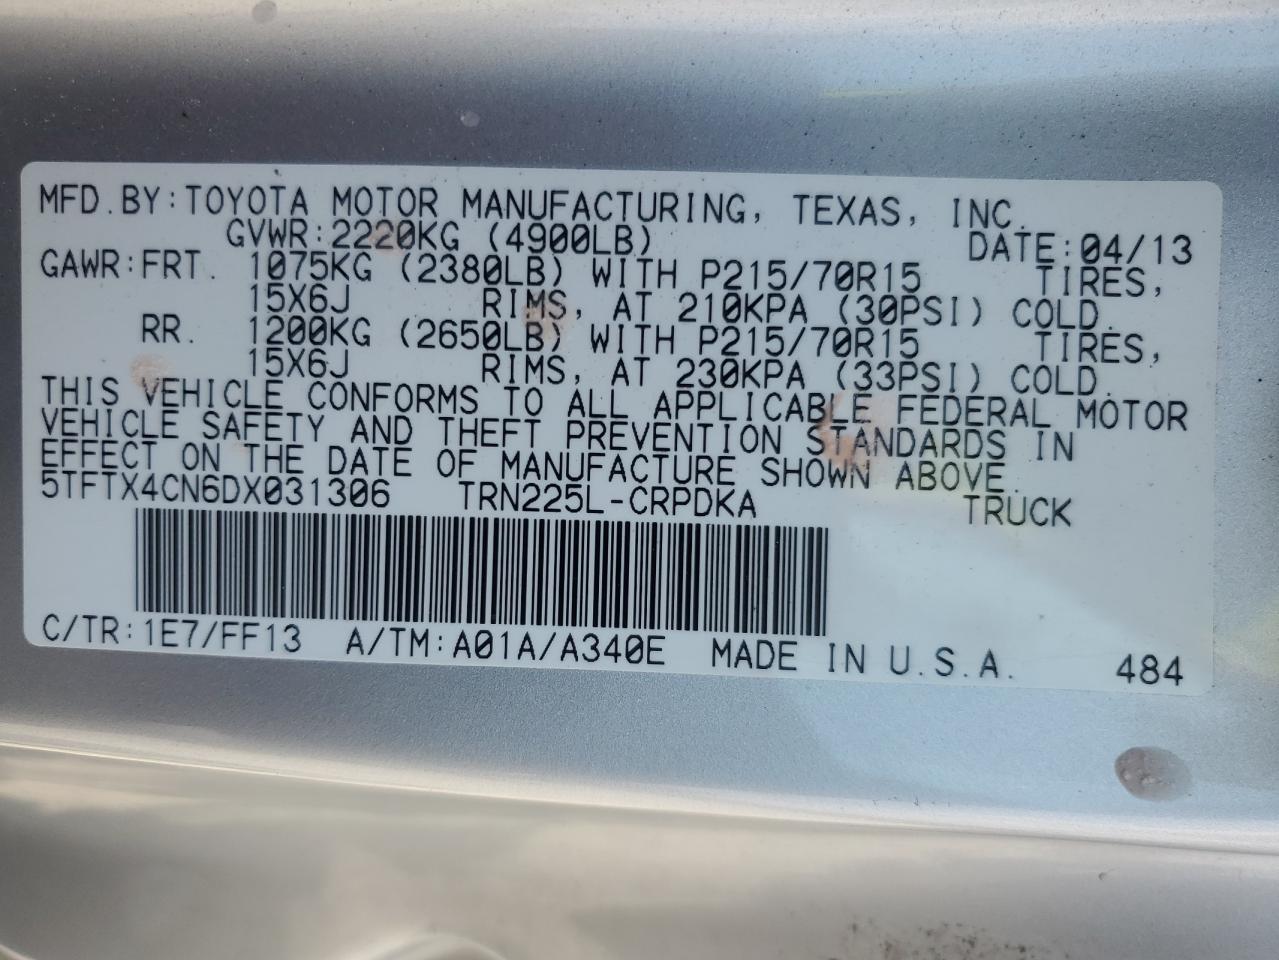 MFD.BY:TOYOTA MOTOR MANUFACTURING, TEXAS, INC.
GVWR:2220KG (4900LB) DATE:04/13
GAWR:FRT. 1075KG (2380LB) WITH P215/70R15 TIRES,
15X6J RIMS, AT 210KPA (30PSI) COLD.
RR. 1200KG (2650LB) WITH P215/70R15 TIRES,
15X6J RIMS, AT 230KPA (33PSI) COLD.
THIS VEHICLE CONFORMS TO ALL APPLICABLE FEDERAL MOTOR
VEHICLE SAFETY AND THEFT PREVENTION STANDARDS IN
EFFECT ON THE DATE OF MANUFACTURE SHOWN ABOVE.
5TFTX4CN6DX031306 TRN225L-CRPDKA TRUCK
C/TR:1E7/FF13 A/TM:A01A/A340E MADE IN U.S.A. 484